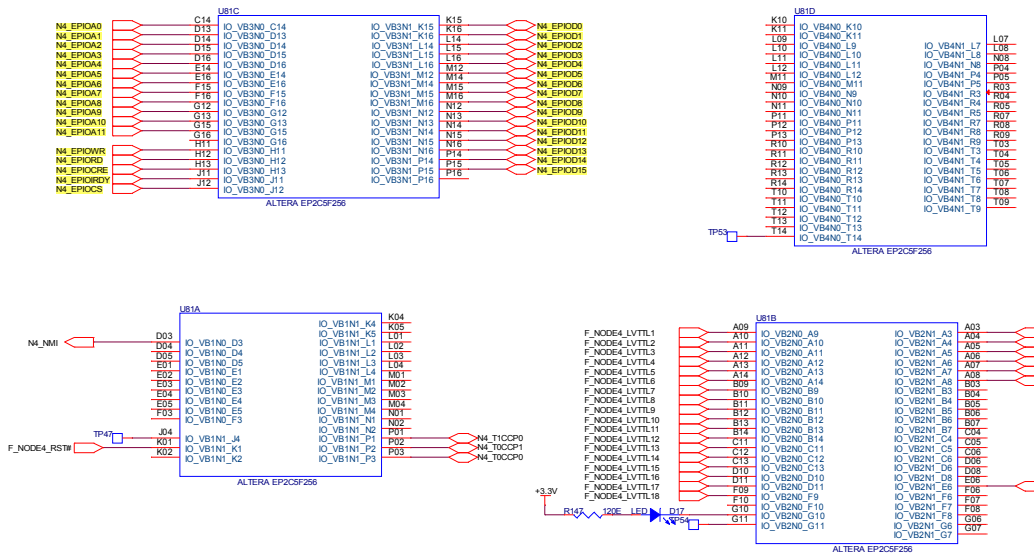 U81C
N4_EPIOA0 C14 IO_VB3N0_C14 IO_VB3N1_K15 K15 N4_EPIOD0
N4_EPIOA1 D13 IO_VB3N0_D13 IO_VB3N1_K16 K16 N4_EPIOD1
N4_EPIOA2 D14 IO_VB3N0_D14 IO_VB3N1_L14 L14 N4_EPIOD2
N4_EPIOA3 D15 IO_VB3N0_D15 IO_VB3N1_L15 L15 N4_EPIOD3
N4_EPIOA4 D16 IO_VB3N0_D16 IO_VB3N1_L16 L16 N4_EPIOD4
N4_EPIOA5 E14 IO_VB3N0_E14 IO_VB3N1_M12 M12 N4_EPIOD5
N4_EPIOA6 E16 IO_VB3N0_E16 IO_VB3N1_M14 M14 N4_EPIOD6
N4_EPIOA7 F15 IO_VB3N0_F15 IO_VB3N1_M15 M15 N4_EPIOD7
N4_EPIOA8 F16 IO_VB3N0_F16 IO_VB3N1_M16 M16 N4_EPIOD8
N4_EPIOA9 G12 IO_VB3N0_G12 IO_VB3N1_N12 N12 N4_EPIOD9
N4_EPIOA10 G13 IO_VB3N0_G13 IO_VB3N1_N13 N13 N4_EPIOD10
N4_EPIOA11 G15 IO_VB3N0_G15 IO_VB3N1_N14 N14 N4_EPIOD11
G16 IO_VB3N0_G16 IO_VB3N1_N15 N15 N4_EPIOD12
N4_EPIOWR H11 IO_VB3N0_H11 IO_VB3N1_N16 N16 N4_EPIOD13
N4_EPIORD H12 IO_VB3N0_H12 IO_VB3N1_P14 P14 N4_EPIOD14
N4_EPIOCRE H13 IO_VB3N0_H13 IO_VB3N1_P15 P15 N4_EPIOD15
N4_EPIOIRDY J11 IO_VB3N0_J11 IO_VB3N1_P16 P16
N4_EPIOCS J12 IO_VB3N0_J12
ALTERA EP2C5F256
U81D
K10 IO_VB4N0_K10
K11 IO_VB4N0_K11
L09 IO_VB4N0_L9 IO_VB4N1_L7 L07
L10 IO_VB4N0_L10 IO_VB4N1_L8 L08
L11 IO_VB4N0_L11 IO_VB4N1_N8 N08
L12 IO_VB4N0_L12 IO_VB4N1_P4 P04
M11 IO_VB4N0_M11 IO_VB4N1_P5 P05
N09 IO_VB4N0_N9 IO_VB4N1_R3 R03
N10 IO_VB4N0_N10 IO_VB4N1_R4 R04
N11 IO_VB4N0_N11 IO_VB4N1_R5 R05
P11 IO_VB4N0_P11 IO_VB4N1_R7 R07
P12 IO_VB4N0_P12 IO_VB4N1_R8 R08
P13 IO_VB4N0_P13 IO_VB4N1_R9 R09
R10 IO_VB4N0_R10 IO_VB4N1_T3 T03
R11 IO_VB4N0_R11 IO_VB4N1_T4 T04
R12 IO_VB4N0_R12 IO_VB4N1_T5 T05
R13 IO_VB4N0_R13 IO_VB4N1_T6 T06
R14 IO_VB4N0_R14 IO_VB4N1_T7 T07
T10 IO_VB4N0_T10 IO_VB4N1_T8 T08
T11 IO_VB4N0_T11 IO_VB4N1_T9 T09
T12 IO_VB4N0_T12
T13 IO_VB4N0_T13
TP53 T14 IO_VB4N0_T14
ALTERA EP2C5F256
U81A
IO_VB1N1_K4 K04
IO_VB1N1_K5 K05
N4_NMI D03 IO_VB1N0_D3 IO_VB1N1_L1 L01
D04 IO_VB1N0_D4 IO_VB1N1_L2 L02
D05 IO_VB1N0_D5 IO_VB1N1_L3 L03
E01 IO_VB1N0_E1 IO_VB1N1_L4 L04
E02 IO_VB1N0_E2 IO_VB1N1_M1 M01
E03 IO_VB1N0_E3 IO_VB1N1_M2 M02
E04 IO_VB1N0_E4 IO_VB1N1_M3 M03
E05 IO_VB1N0_E5 IO_VB1N1_M4 M04
F03 IO_VB1N0_F3 IO_VB1N1_N1 N01
IO_VB1N1_N2 N02
TP47 J04 IO_VB1N1_J4 IO_VB1N1_P1 P01 N4_T1CCP0
F_NODE4_RST# K01 IO_VB1N1_K1 IO_VB1N1_P2 P02 N4_T0CCP1
K02 IO_VB1N1_K2 IO_VB1N1_P3 P03 N4_T0CCP0
ALTERA EP2C5F256
U81B
F_NODE4_LVTTL1 A09 IO_VB2N0_A9 IO_VB2N1_A3 A03
F_NODE4_LVTTL2 A10 IO_VB2N0_A10 IO_VB2N1_A4 A04
F_NODE4_LVTTL3 A11 IO_VB2N0_A11 IO_VB2N1_A5 A05
F_NODE4_LVTTL4 A12 IO_VB2N0_A12 IO_VB2N1_A6 A06
F_NODE4_LVTTL5 A13 IO_VB2N0_A13 IO_VB2N1_A7 A07
F_NODE4_LVTTL6 A14 IO_VB2N0_A14 IO_VB2N1_A8 A08
F_NODE4_LVTTL7 B09 IO_VB2N0_B9 IO_VB2N1_B3 B03
F_NODE4_LVTTL8 B10 IO_VB2N0_B10 IO_VB2N1_B4 B04
F_NODE4_LVTTL9 B11 IO_VB2N0_B11 IO_VB2N1_B5 B05
F_NODE4_LVTTL10 B12 IO_VB2N0_B12 IO_VB2N1_B6 B06
F_NODE4_LVTTL11 B13 IO_VB2N0_B13 IO_VB2N1_B7 B07
F_NODE4_LVTTL12 B14 IO_VB2N0_B14 IO_VB2N1_C4 C04
F_NODE4_LVTTL13 C11 IO_VB2N0_C11 IO_VB2N1_C5 C05
F_NODE4_LVTTL14 C12 IO_VB2N0_C12 IO_VB2N1_C6 C06
F_NODE4_LVTTL15 C13 IO_VB2N0_C13 IO_VB2N1_D6 D06
F_NODE4_LVTTL16 D10 IO_VB2N0_D10 IO_VB2N1_D8 D08
F_NODE4_LVTTL17 D11 IO_VB2N0_D11 IO_VB2N1_E6 E06
F_NODE4_LVTTL18 F09 IO_VB2N0_F9 IO_VB2N1_F6 F06
+3.3V F10 IO_VB2N0_F10 IO_VB2N1_F7 F07
R147 120E LED D17 G10 IO_VB2N0_G10 IO_VB2N1_F8 F08
TP54 G11 IO_VB2N0_G11 IO_VB2N1_G6 G06
IO_VB2N1_G7 G07
ALTERA EP2C5F256